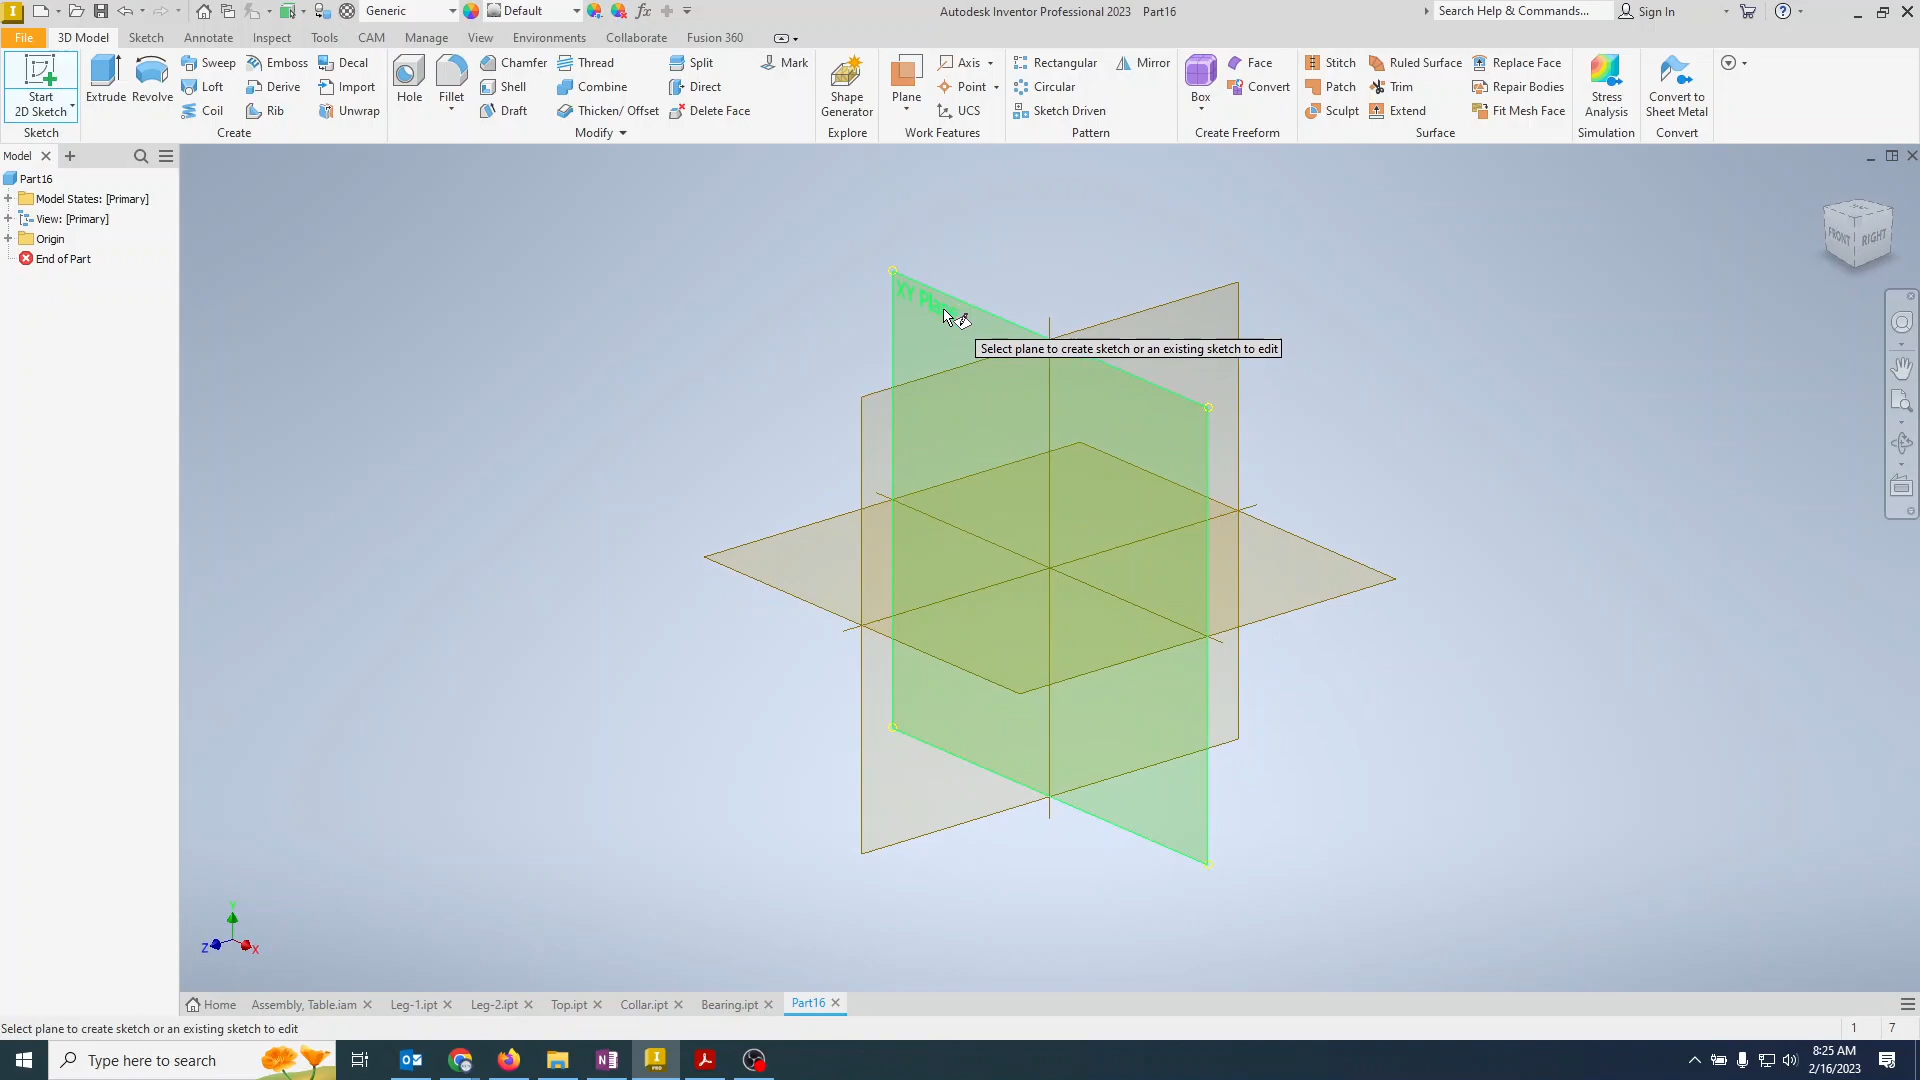 Generic
Default
fx
Autodesk Inventor Professional 2023 Part16
Search Help & Commands...
Sign In
File 3D Model Sketch Annotate Inspect Tools CAM Manage View Environments Collaborate Fusion 360
Start
2D Sketch
Sketch
Extrude
Revolve
Sweep
Loft
Coil
Emboss
Derive
Rib
Decal
Import
Unwrap
Create
Hole
Fillet
Chamfer
Shell
Draft
Thread
Combine
Thicken/ Offset
Split
Direct
Delete Face
Mark
Modify
Shape
Generator
Explore
Plane
Axis
Point
UCS
Work Features
Rectangular
Circular
Sketch Driven
Mirror
Pattern
Box
Face
Convert
Create Freeform
Stitch
Patch
Sculpt
Ruled Surface
Trim
Extend
Replace Face
Repair Bodies
Fit Mesh Face
Surface
Stress
Analysis
Simulation
Convert to
Sheet Metal
Convert
Model
Part16
Model States: [Primary]
View: [Primary]
Origin
End of Part
FRONT RIGHT
XY Plane
Select plane to create sketch or an existing sketch to edit
Y
Z X
Home Assembly, Table.iam Leg-1.ipt Leg-2.ipt Top.ipt Collar.ipt Bearing.ipt Part16
Select plane to create sketch or an existing sketch to edit
1 7
Type here to search
8:25 AM
2/16/2023